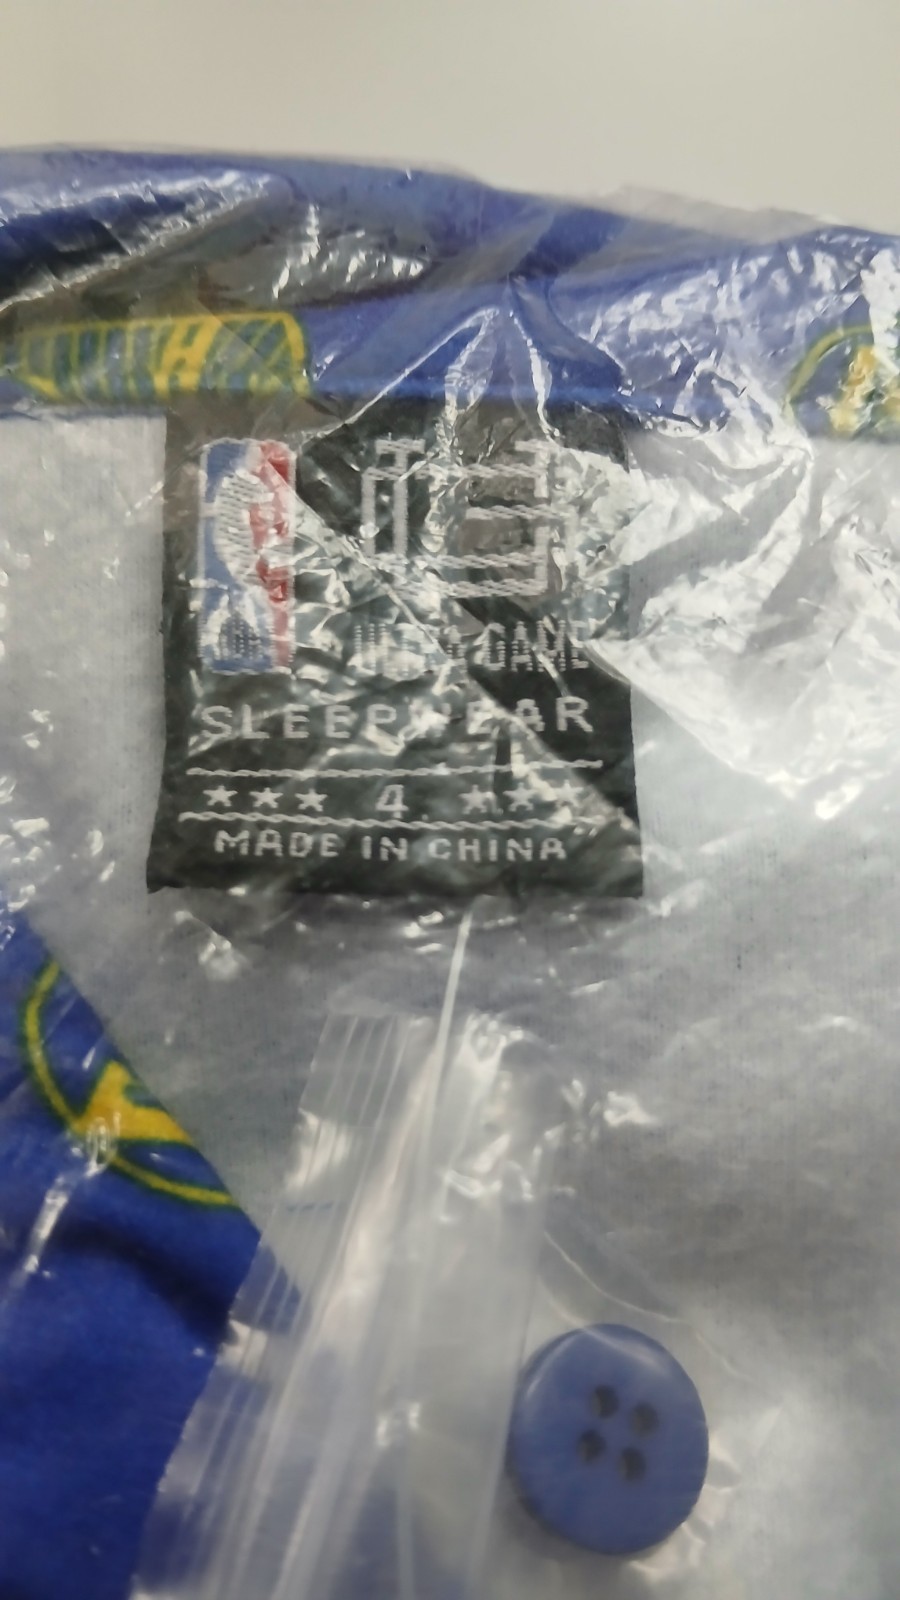 SLEEPWEAR
★★★ 4 ★★★
MADE IN CHINA